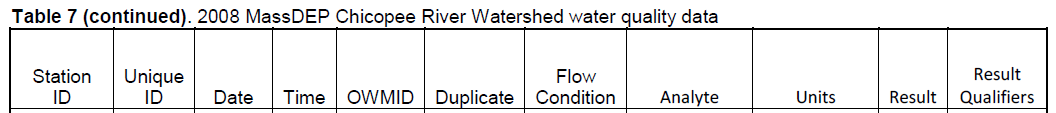 Table 7 (continued). 2008 MassDEP Chicopee River Watershed water quality data
Station ID Unique ID Date Time OWMID Duplicate Flow Condition Analyte Units Result Result Qualifiers